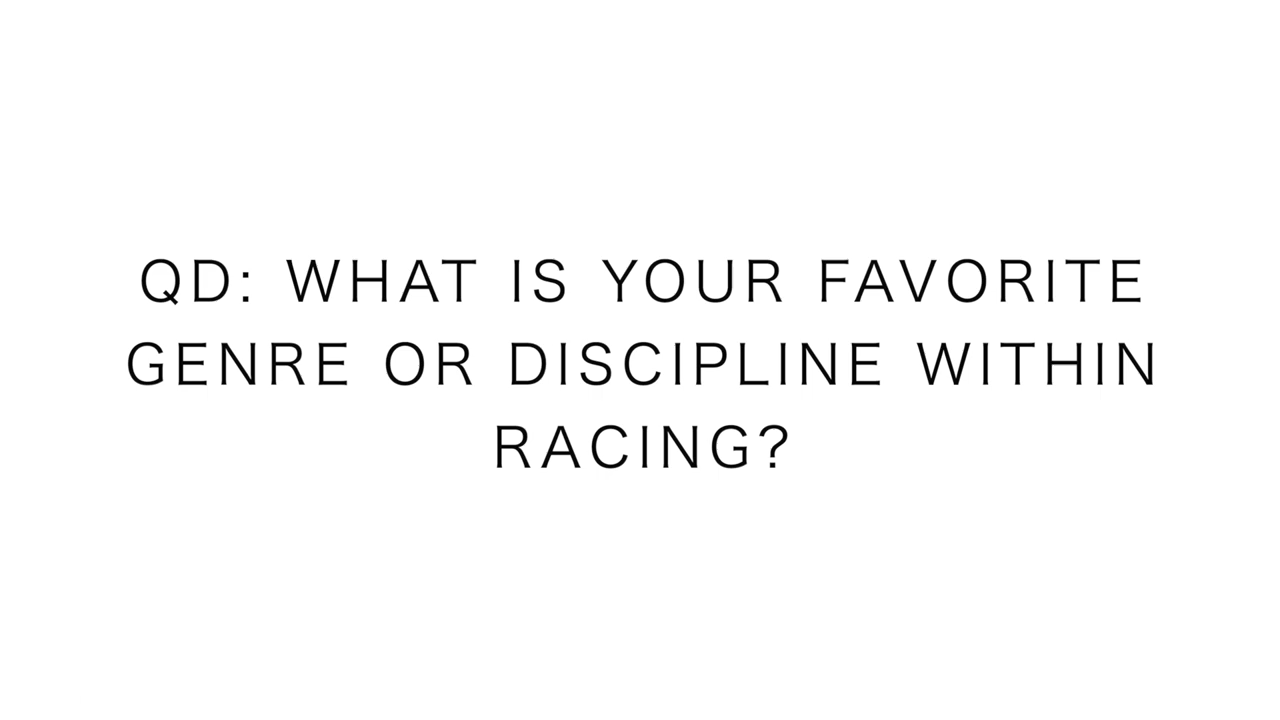 QD: WHAT IS YOUR FAVORITE
GENRE OR DISCIPLINE WITHIN
RACING?